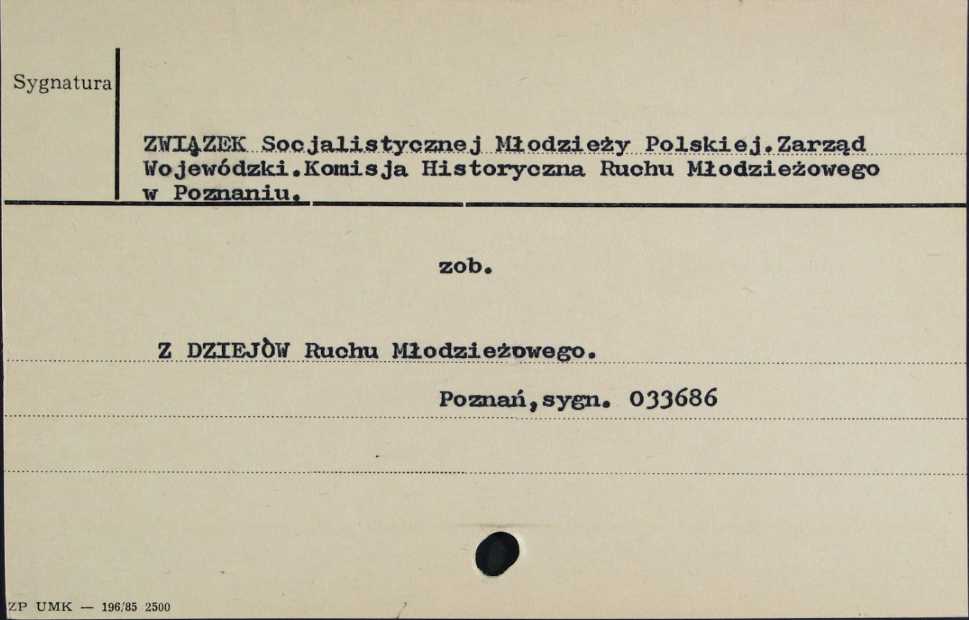 Sygnatura
ZWIĄZEK Socjalistycznej Młodzieży Polskiej.Zarząd
Wojewódzki.Komisja Historyczna Ruchu Młodzieżowego
w Poznaniu.
zob.
Z DZIEJÓW Ruchu Młodzieżowego.
Poznań,sygn. 033686
ZP UMK — 196/85 2500